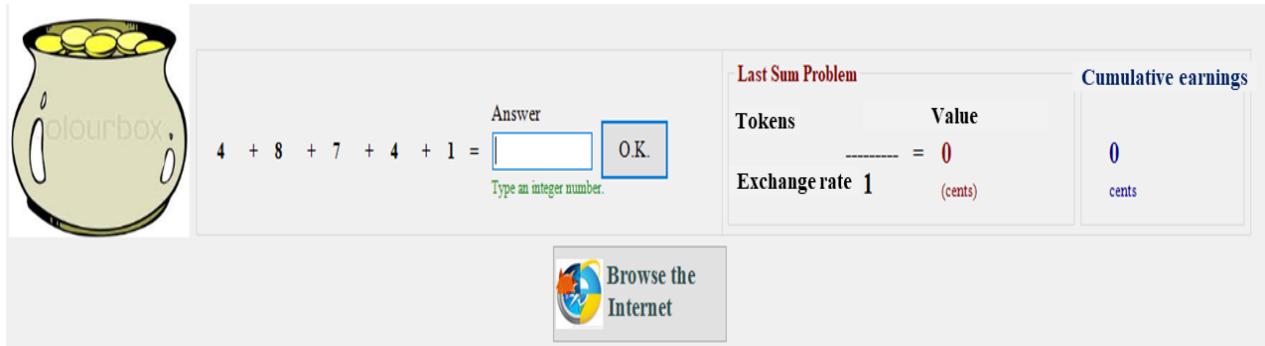 olourbox
4 + 8 + 7 + 4 + 1 =
Answer
O.K.
Type an integer number.
Last Sum Problem
Tokens
Exchange rate 1
= 
Value
0
(cents)
Cumulative earnings
0
cents
Browse the
Internet